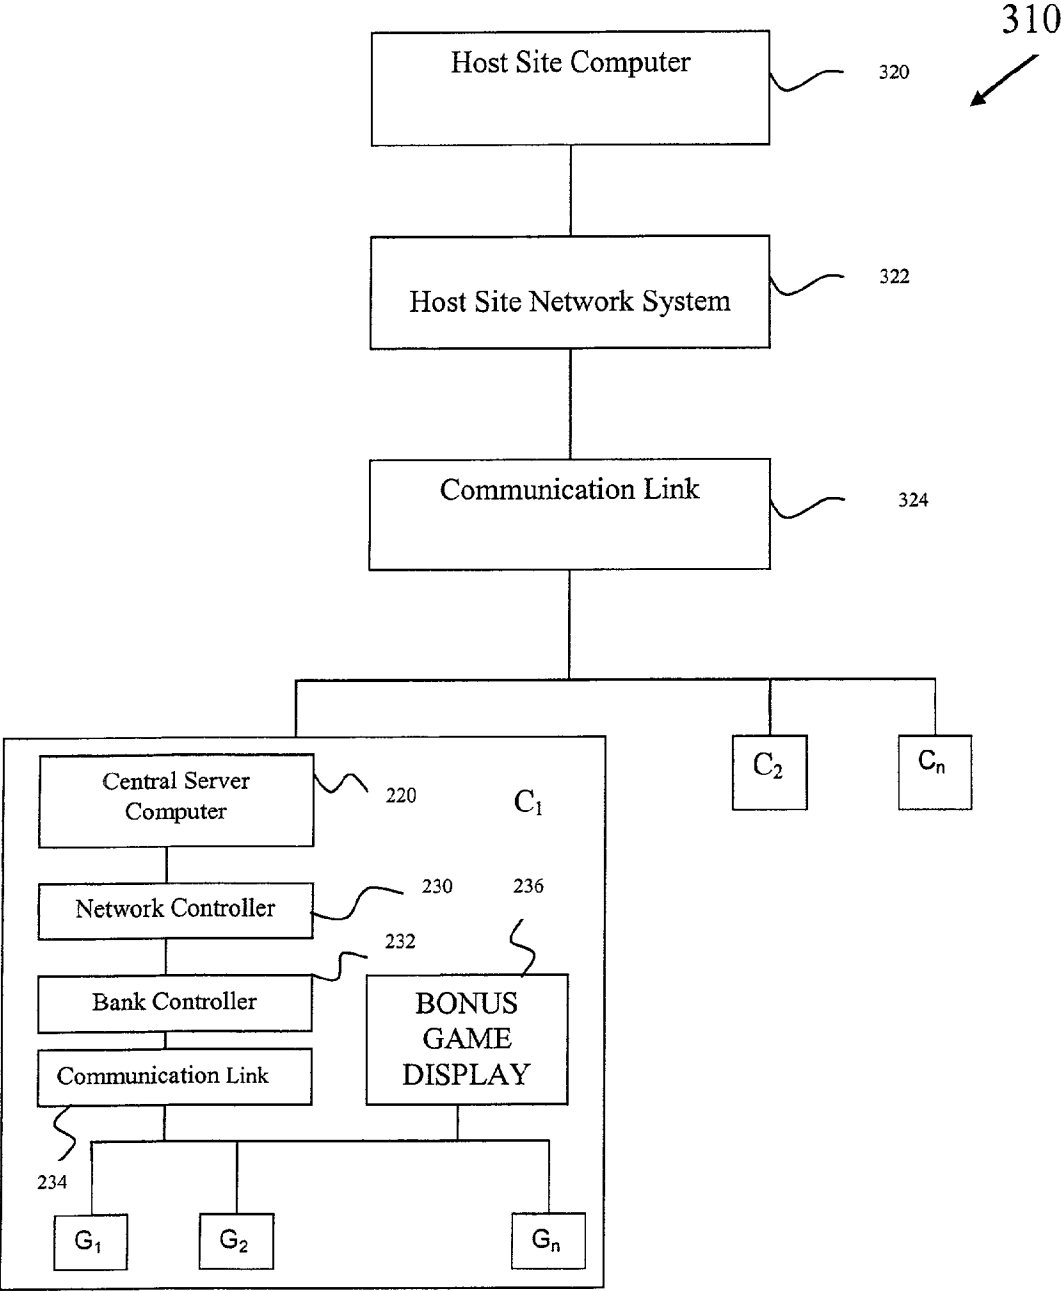 310
Host Site Computer
320
Host Site Network System
322
Communication Link
324
Central Server
Computer
220
C1
C2
Cn
Network Controller
230
236
232
Bank Controller
BONUS
GAME
DISPLAY
Communication Link
234
G1
G2
Gn